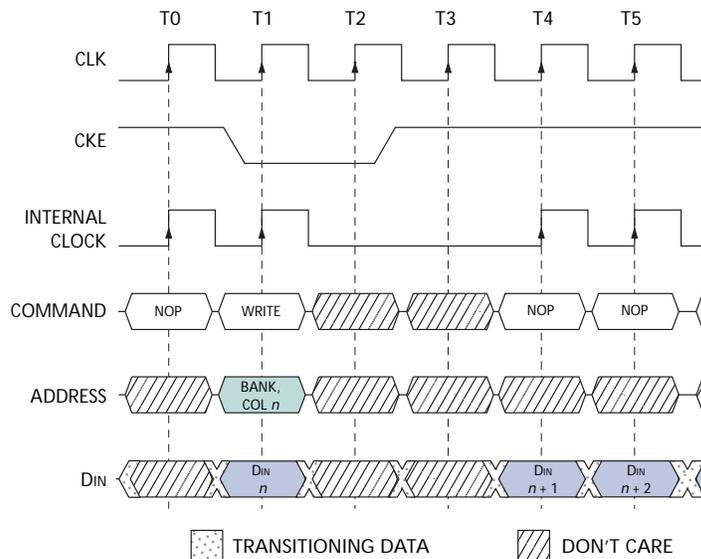 T0 T1 T2 T3 T4 T5
CLK
CKE
INTERNAL
CLOCK
COMMAND NOP WRITE NOP NOP
ADDRESS BANK,
COL n
DIN DIN
n DIN
n + 1 DIN
n + 2
TRANSITIONING DATA DON'T CARE